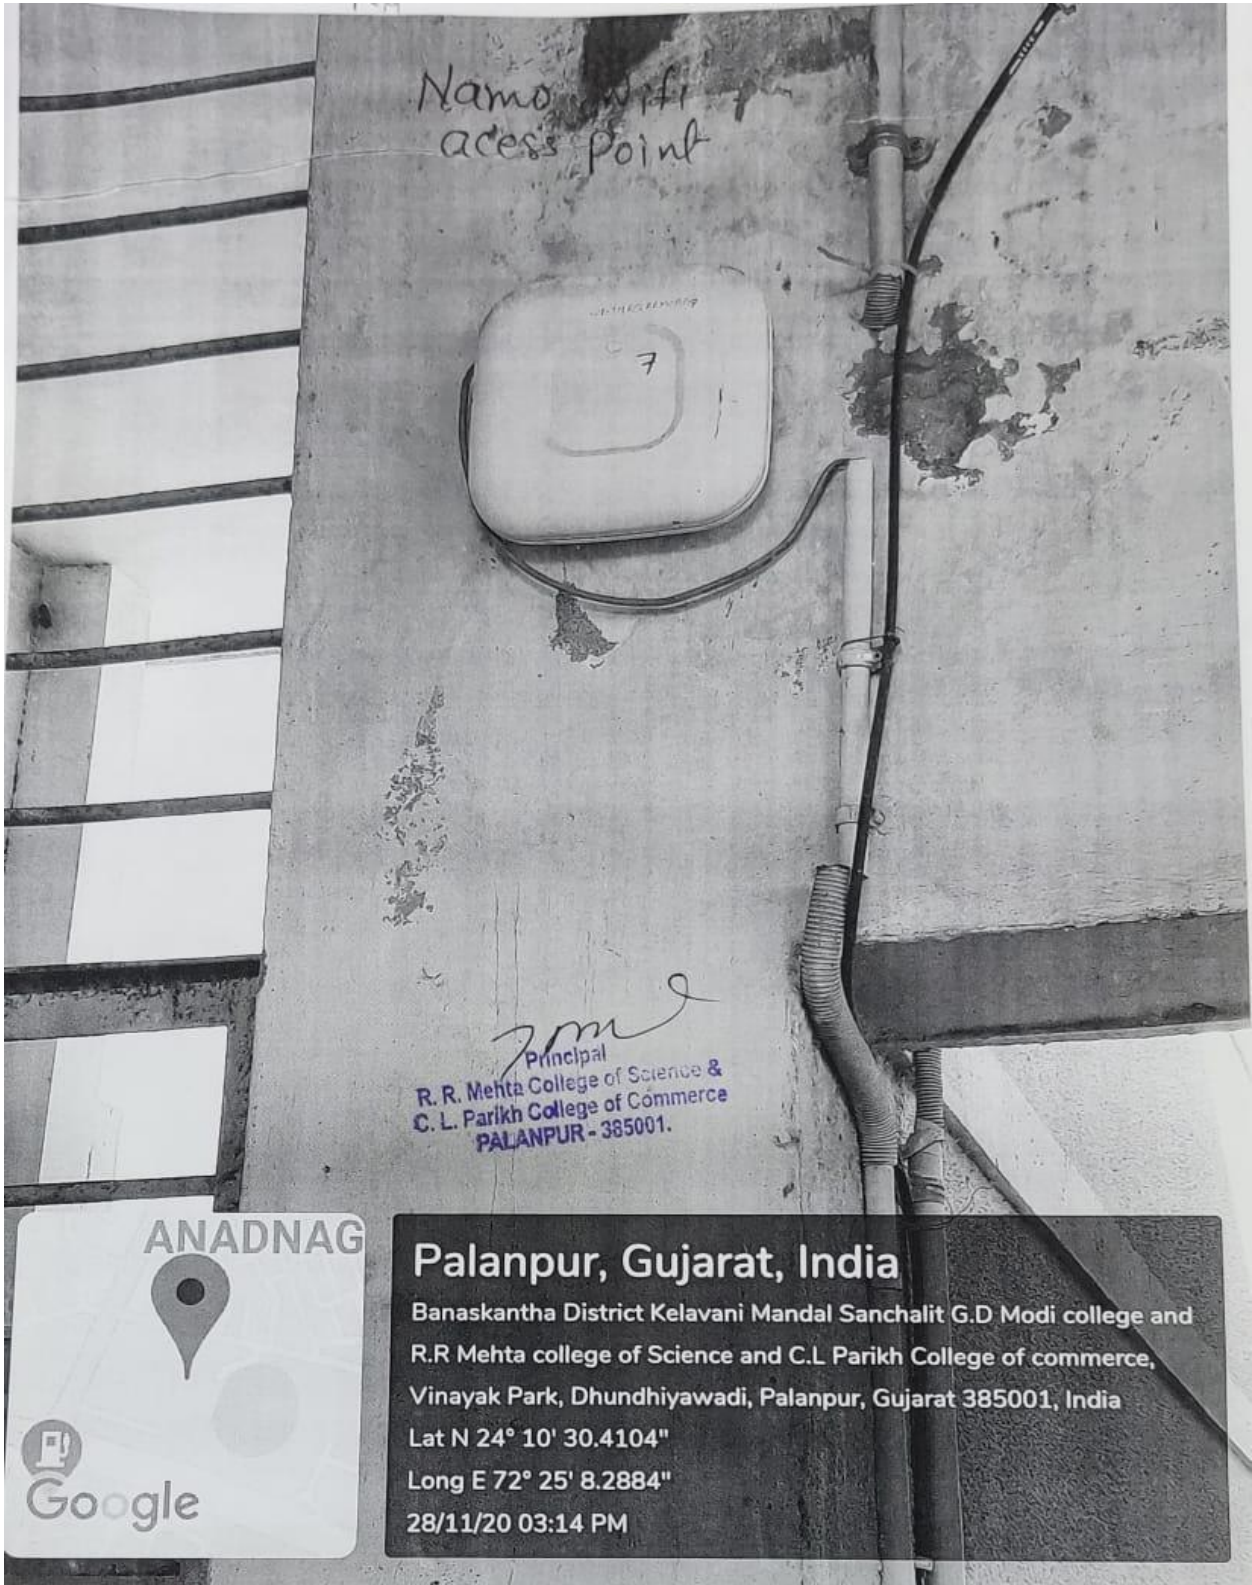 Namo wifi
acess point
7
Principal
R. R. Mehta College of Science &
C. L. Parikh College of Commerce
PALANPUR - 385001.
ANADNAG
Google
Palanpur, Gujarat, India
Banaskantha District Kelavani Mandal Sanchalit G.D Modi college and
R.R Mehta college of Science and C.L Parikh College of commerce,
Vinayak Park, Dhundhiyawadi, Palanpur, Gujarat 385001, India
Lat N 24° 10' 30.4104"
Long E 72° 25' 8.2884"
28/11/20 03:14 PM